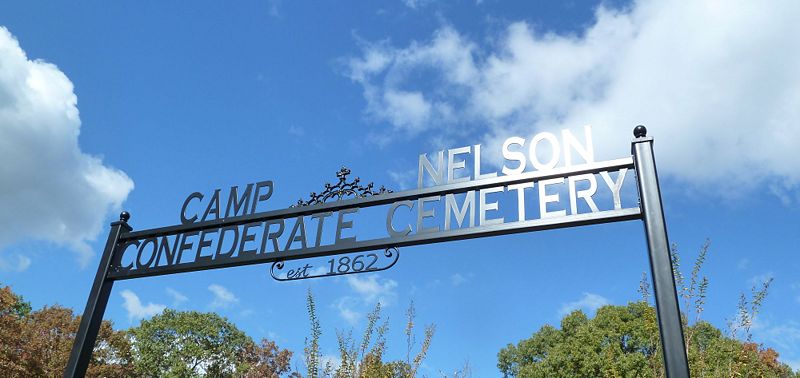 CAMP NELSON
CONFEDERATE CEMETERY
est 1862